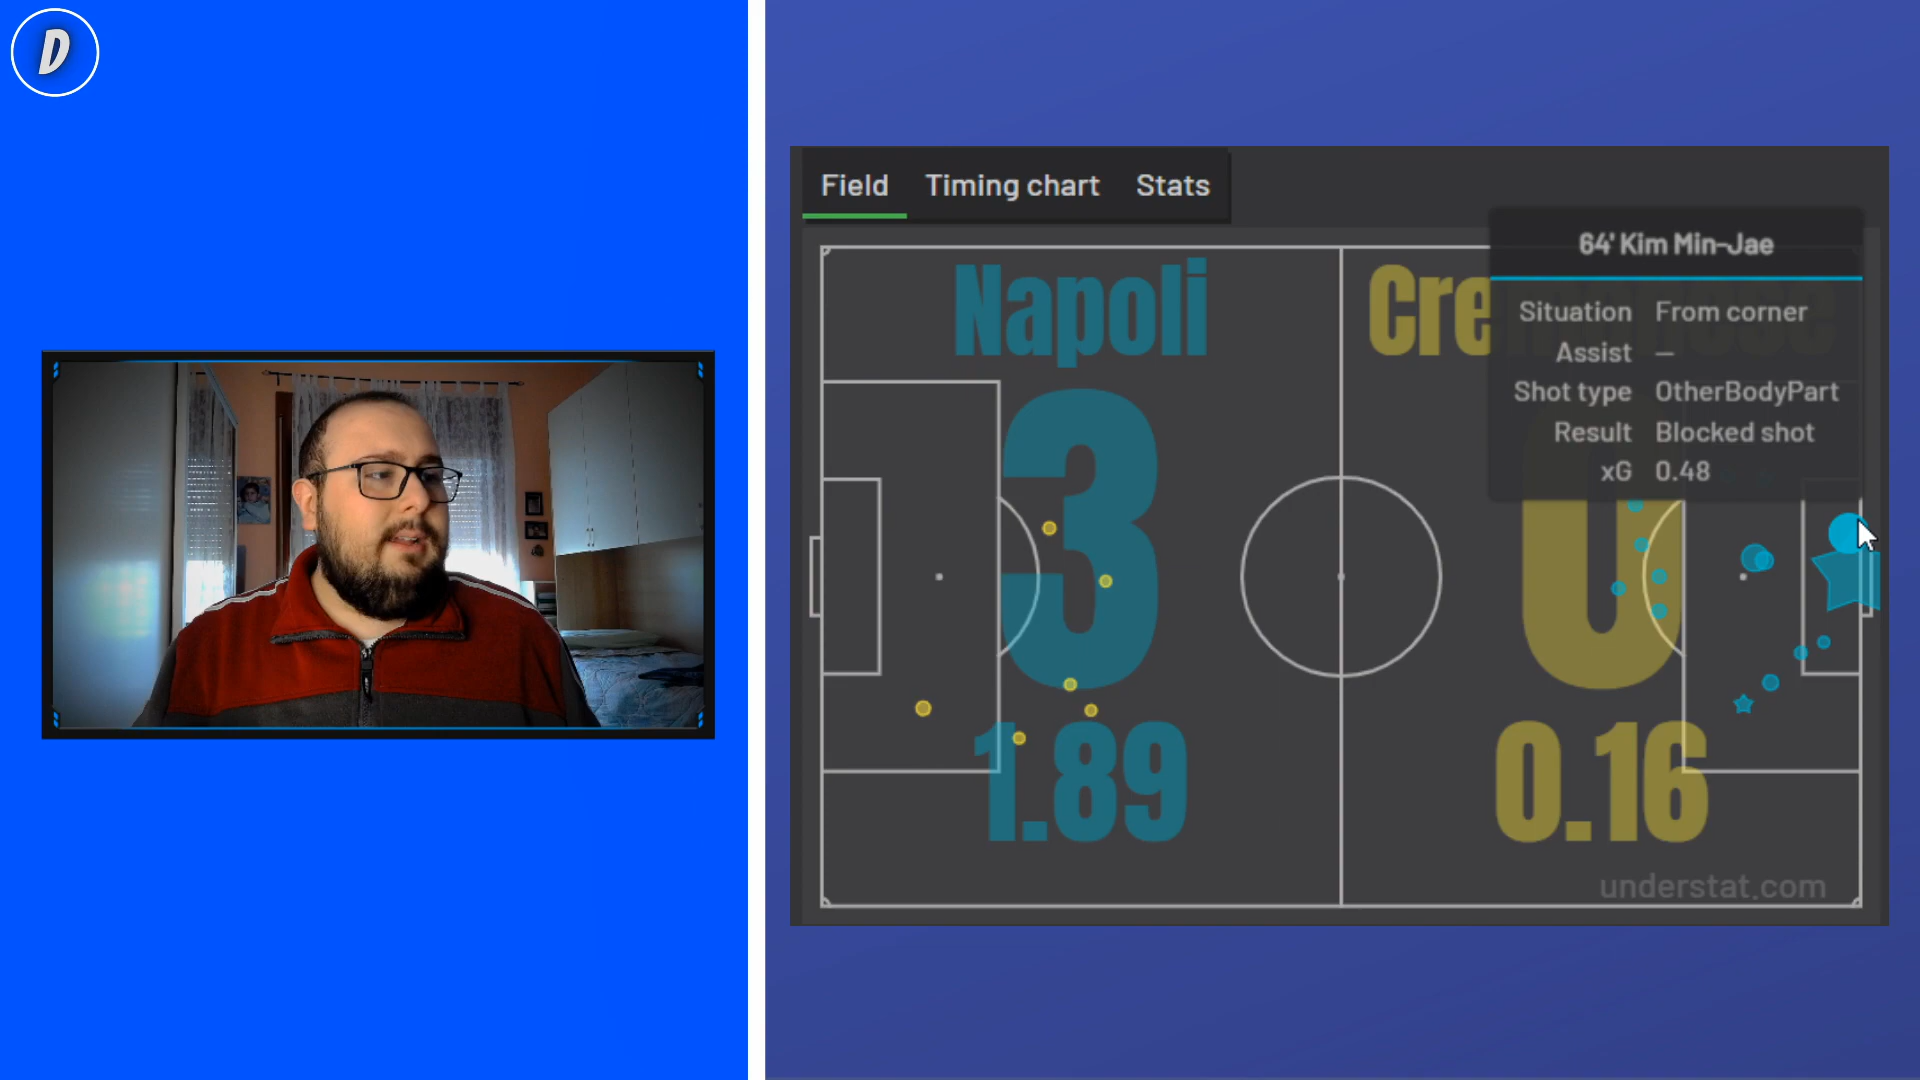 D
Field Timing chart Stats
64' Kim Min-Jae
Situation From corner
Assist —
Shot type OtherBodyPart
Result Blocked shot
xG 0.48
Napoli
3
1.89
Cre
0
0.16
understat.com